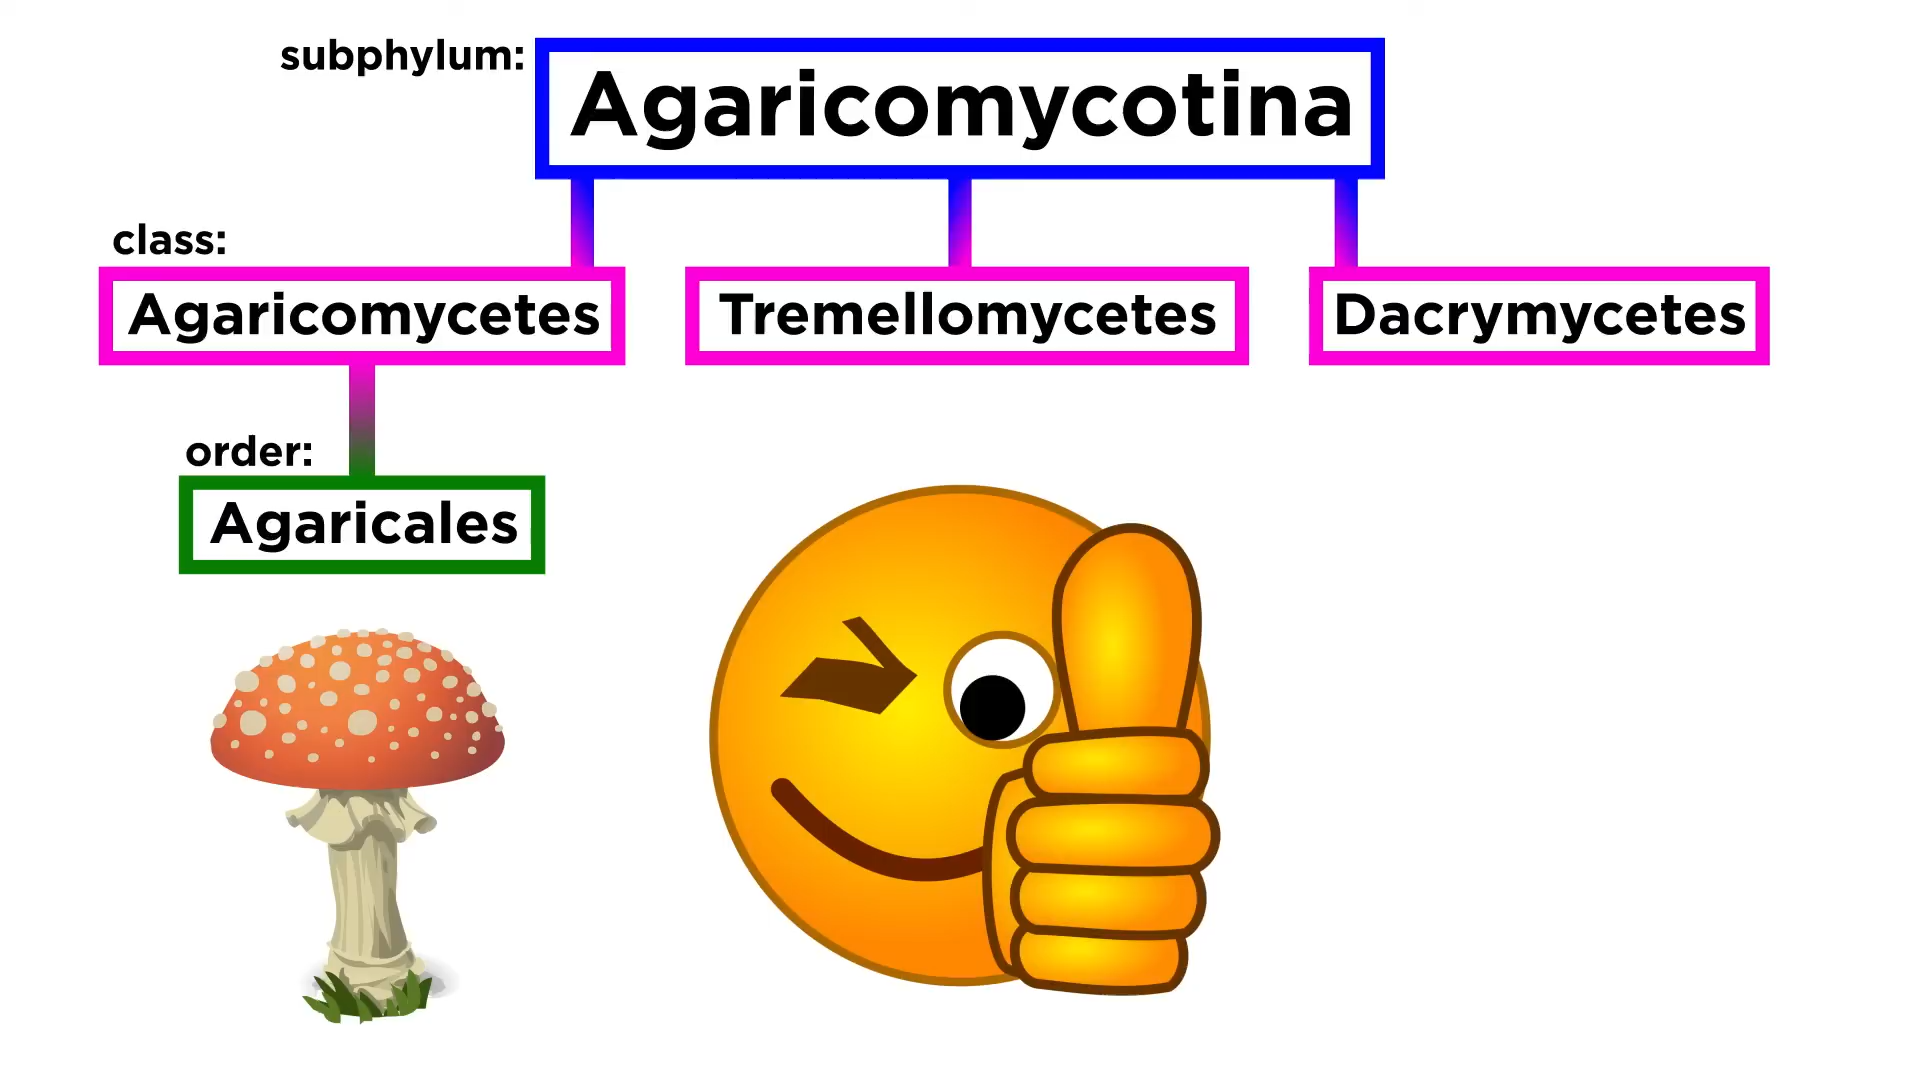 subphylum:
Agaricomycotina
class:
Agaricomycetes
Tremellomycetes
Dacrymycetes
order:
Agaricales